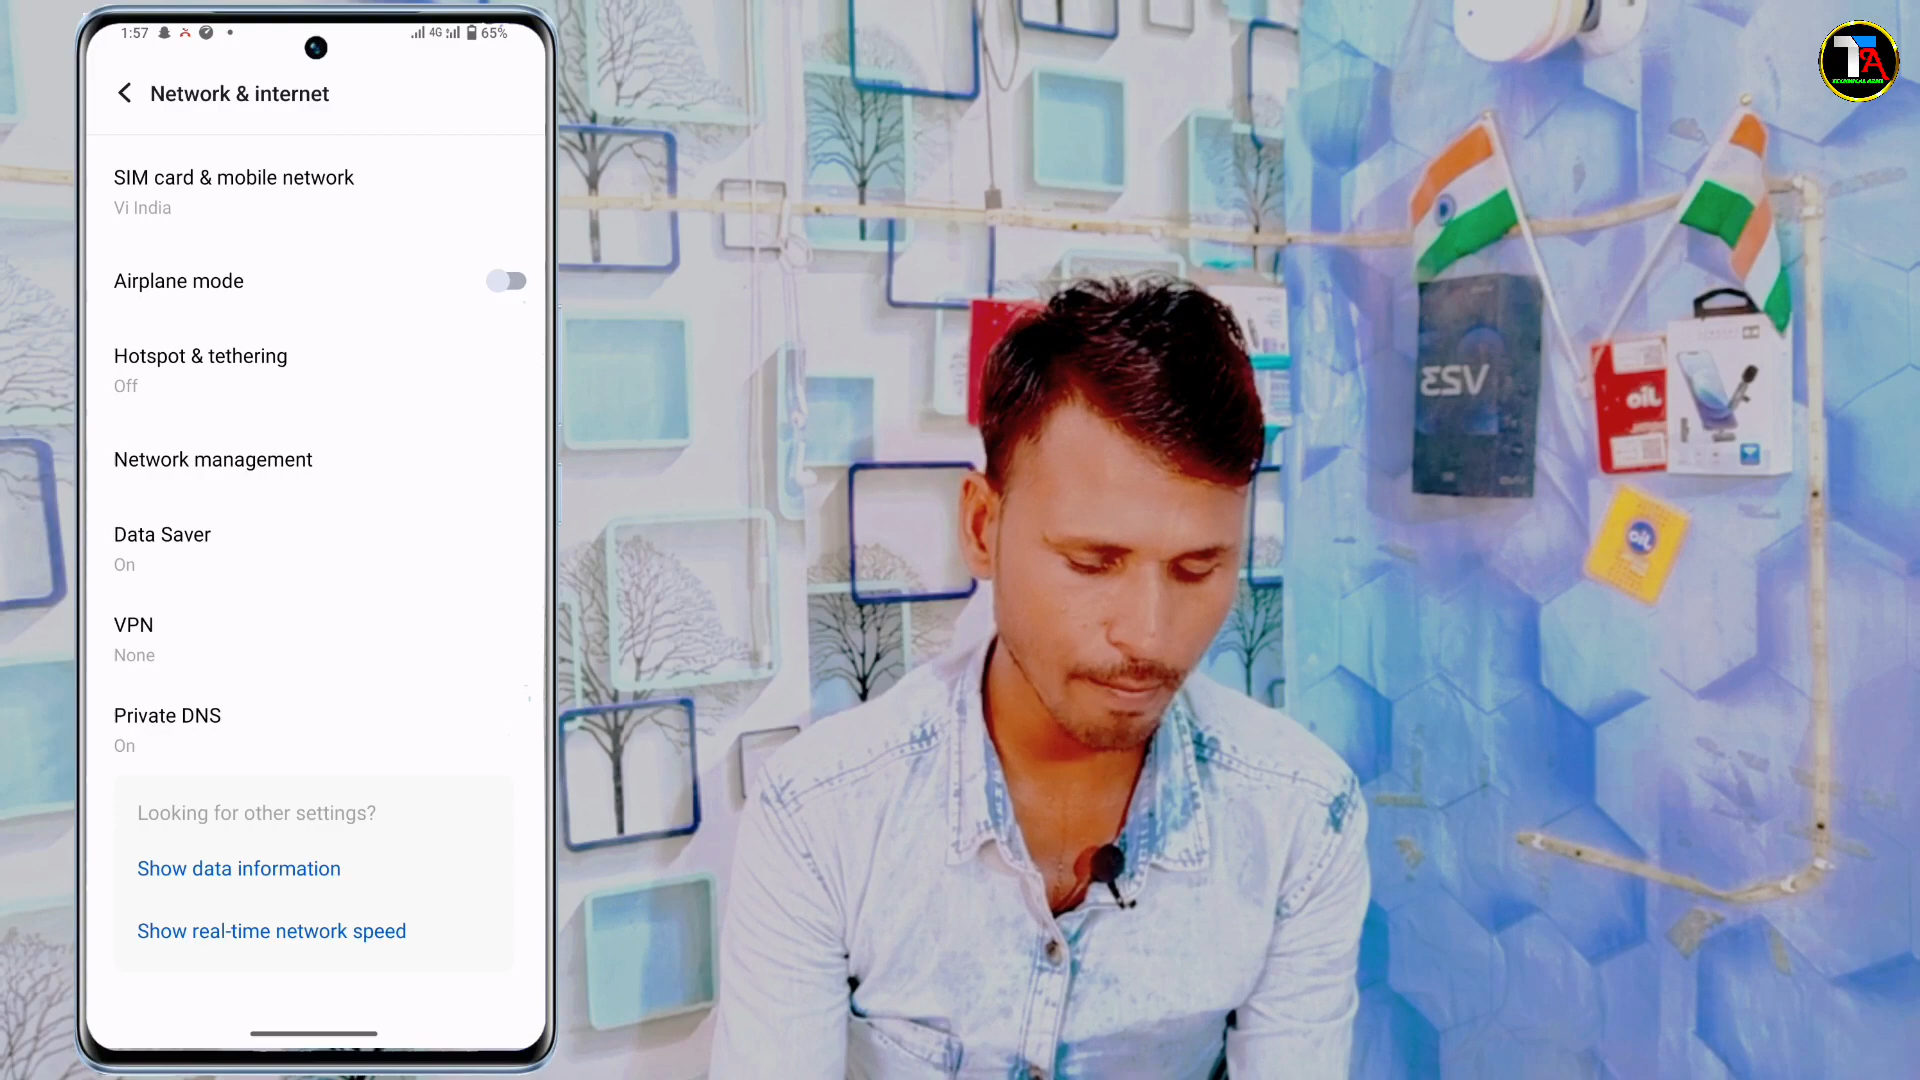 1:57
4G
65%
Network & internet
SIM card & mobile network
Vi India
Airplane mode
Hotspot & tethering
Off
Network management
Data Saver
On
VPN
None
Private DNS
On
Looking for other settings?
Show data information
Show real-time network speed
V23
TA